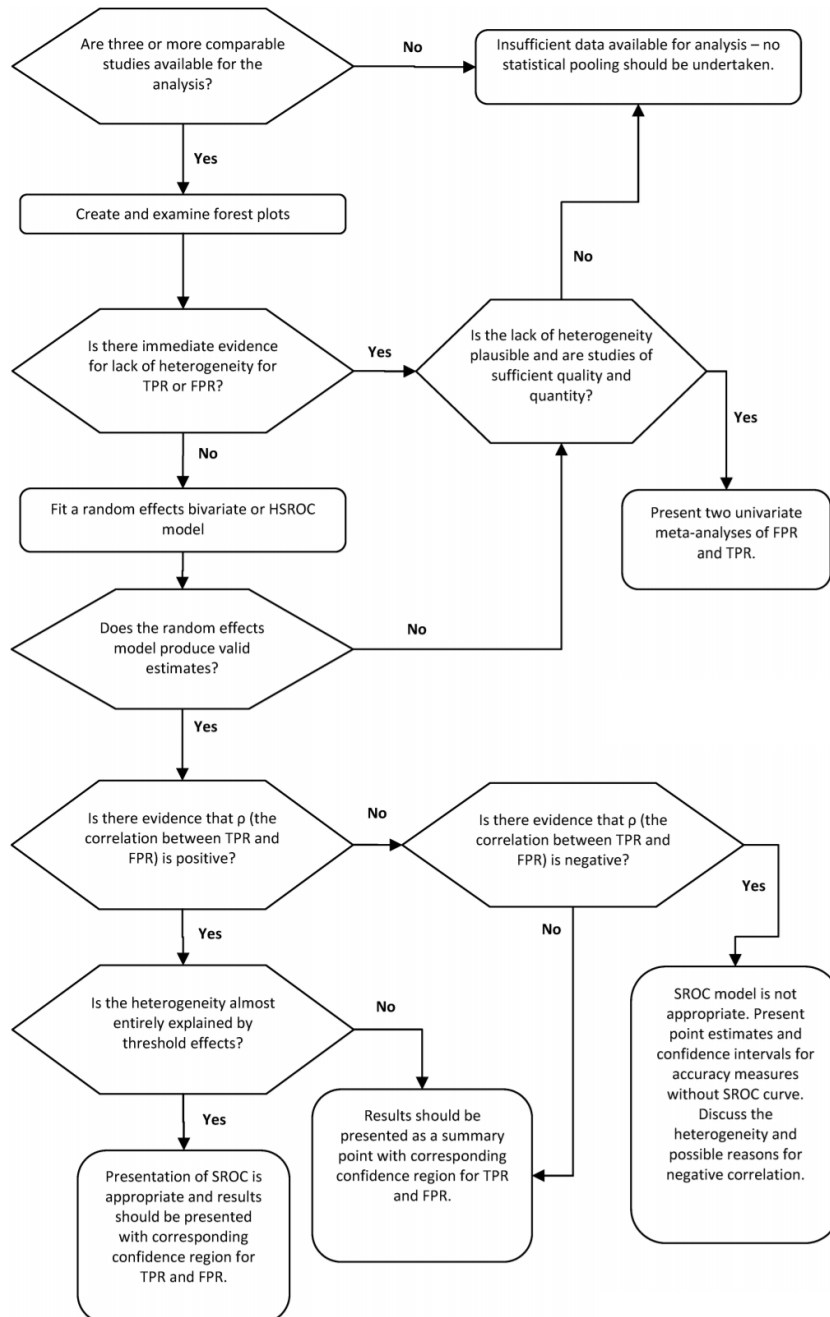 Are three or more comparable
studies available for the
analysis?
No
Insufficient data available for analysis – no
statistical pooling should be undertaken.
Yes
Create and examine forest plots
No
Is there immediate evidence
for lack of heterogeneity for
TPR or FPR?
Yes
Is the lack of heterogeneity
plausible and are studies of
sufficient quality and
quantity?
Yes
No
Fit a random effects bivariate or HSROC
model
Present two univariate
meta-analyses of FPR
and TPR.
Does the random effects
model produce valid
estimates?
No
Yes
Is there evidence that ρ (the
correlation between TPR and
FPR) is positive?
No
Is there evidence that ρ (the
correlation between TPR and
FPR) is negative?
Yes
No
Yes
Is the heterogeneity almost
entirely explained by
threshold effects?
No
SROC model is not
appropriate. Present
point estimates and
confidence intervals for
accuracy measures
without SROC curve.
Discuss the
heterogeneity and
possible reasons for
negative correlation.
Yes
Results should be
presented as a summary
point with corresponding
confidence region for TPR
and FPR.
Presentation of SROC is
appropriate and results
should be presented
with corresponding
confidence region for
TPR and FPR.